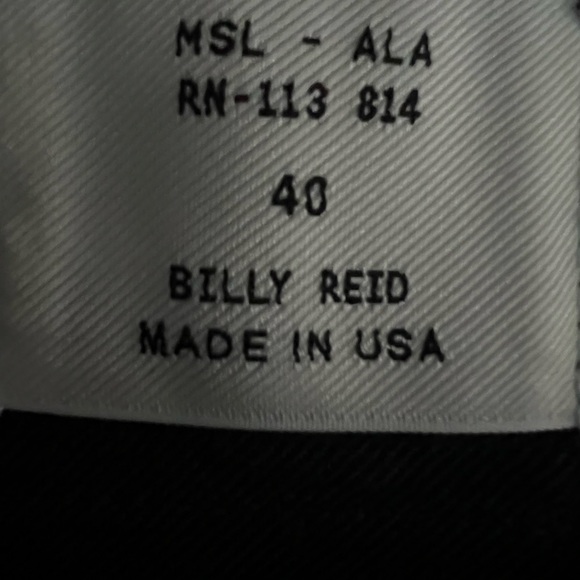 MSL - ALA
RN-113 814
40
BILLY REID
MADE IN USA